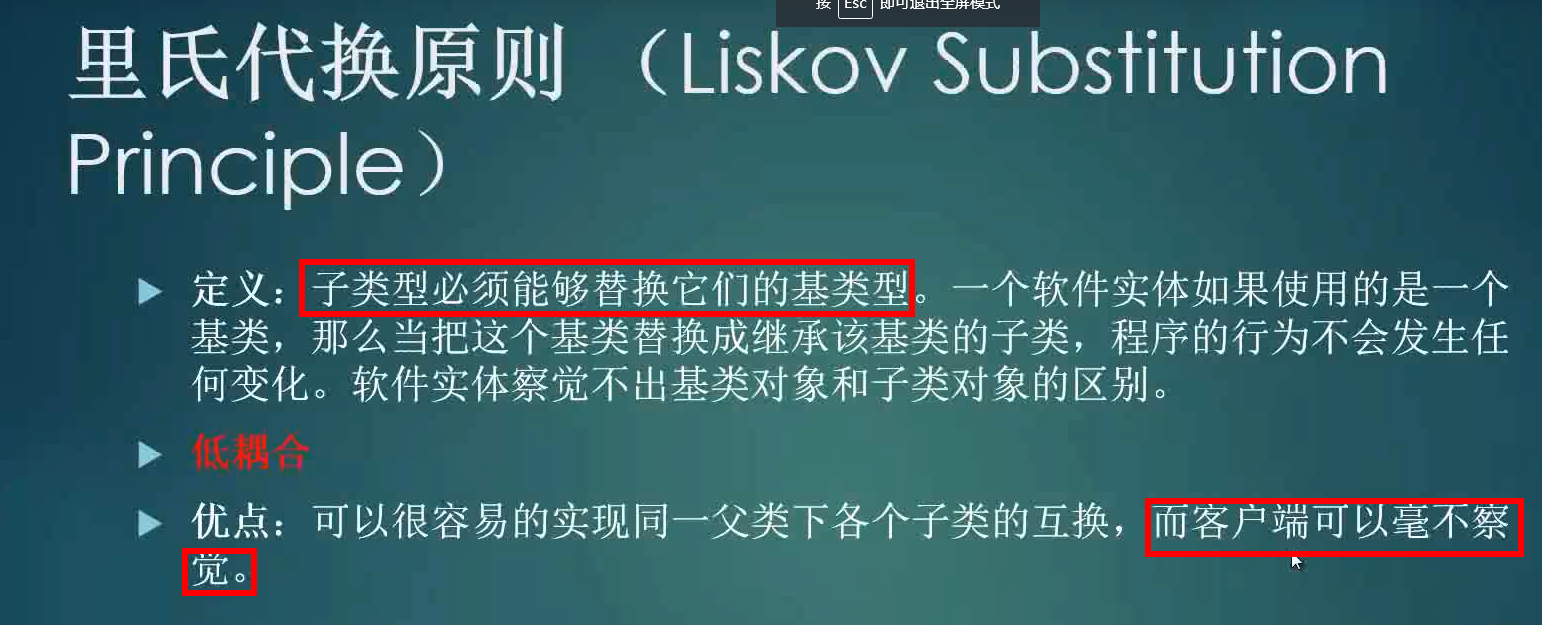 按 Esc 即可退出全屏模式
里氏代换原则 （Liskov Substitution
Principle）
定义：子类型必须能够替换它们的基类型。一个软件实体如果使用的是一个
基类，那么当把这个基类替换成继承该基类的子类，程序的行为不会发生任
何变化。软件实体察觉不出基类对象和子类对象的区别。
低耦合
优点：可以很容易的实现同一父类下各个子类的互换，而客户端可以毫不察
觉。